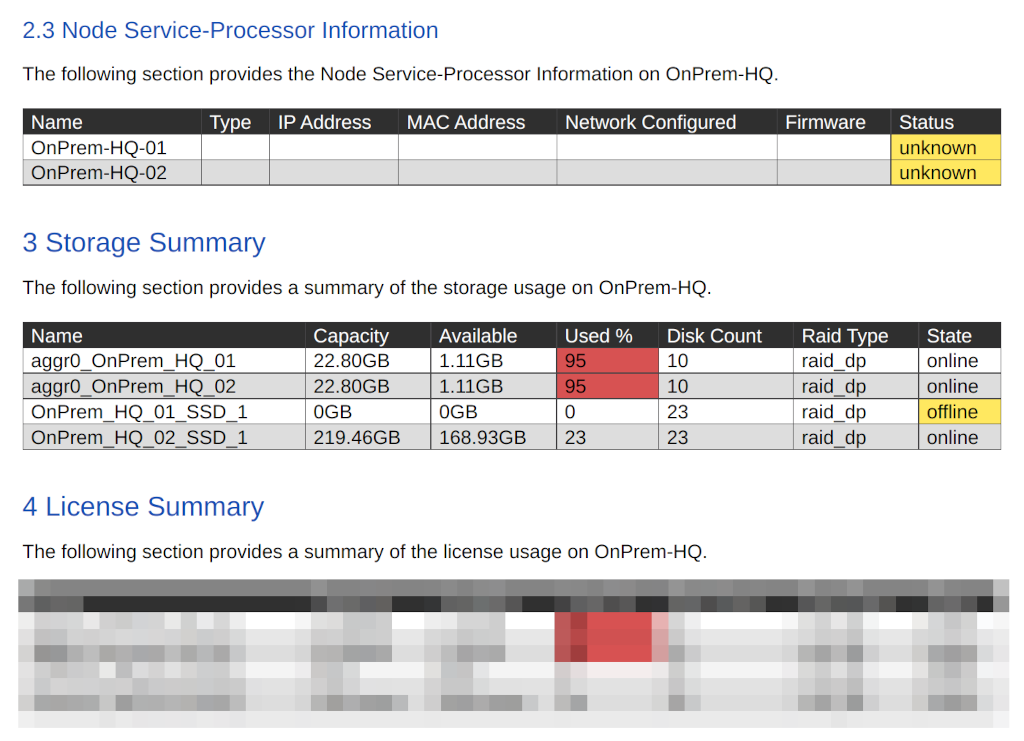 2.3 Node Service-Processor Information
The following section provides the Node Service-Processor Information on OnPrem-HQ.
Name Type IP Address MAC Address Network Configured Firmware Status
OnPrem-HQ-01 unknown
OnPrem-HQ-02 unknown
3 Storage Summary
The following section provides a summary of the storage usage on OnPrem-HQ.
Name Capacity Available Used % Disk Count Raid Type State
aggr0_OnPrem_HQ_01 22.80GB 1.11GB 95 10 raid_dp online
aggr0_OnPrem_HQ_02 22.80GB 1.11GB 95 10 raid_dp online
OnPrem_HQ_01_SSD_1 0GB 0GB 0 23 raid_dp offline
OnPrem_HQ_02_SSD_1 219.46GB 168.93GB 23 23 raid_dp online
4 License Summary
The following section provides a summary of the license usage on OnPrem-HQ.